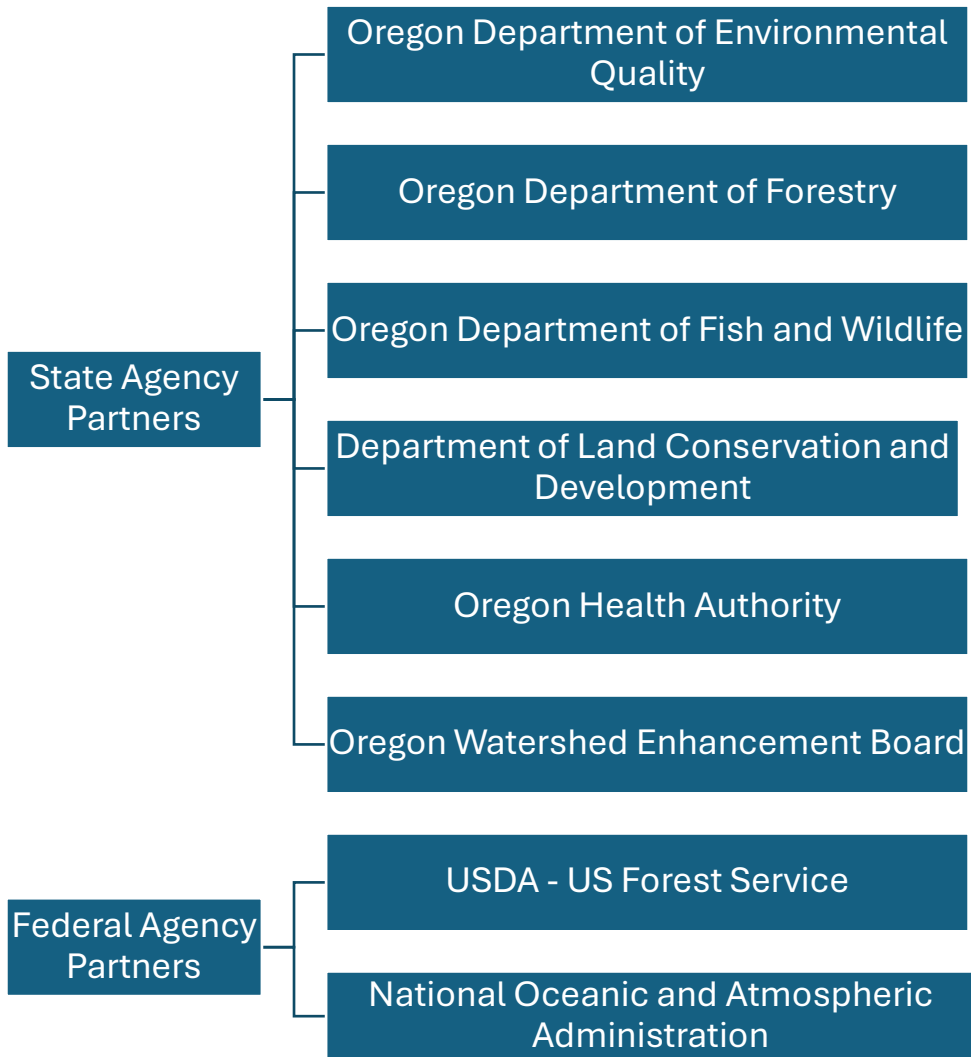 State Agency
Partners
Oregon Department of Environmental
Quality
Oregon Department of Forestry
Oregon Department of Fish and Wildlife
Department of Land Conservation and
Development
Oregon Health Authority
Oregon Watershed Enhancement Board
Federal Agency
Partners
USDA - US Forest Service
National Oceanic and Atmospheric
Administration